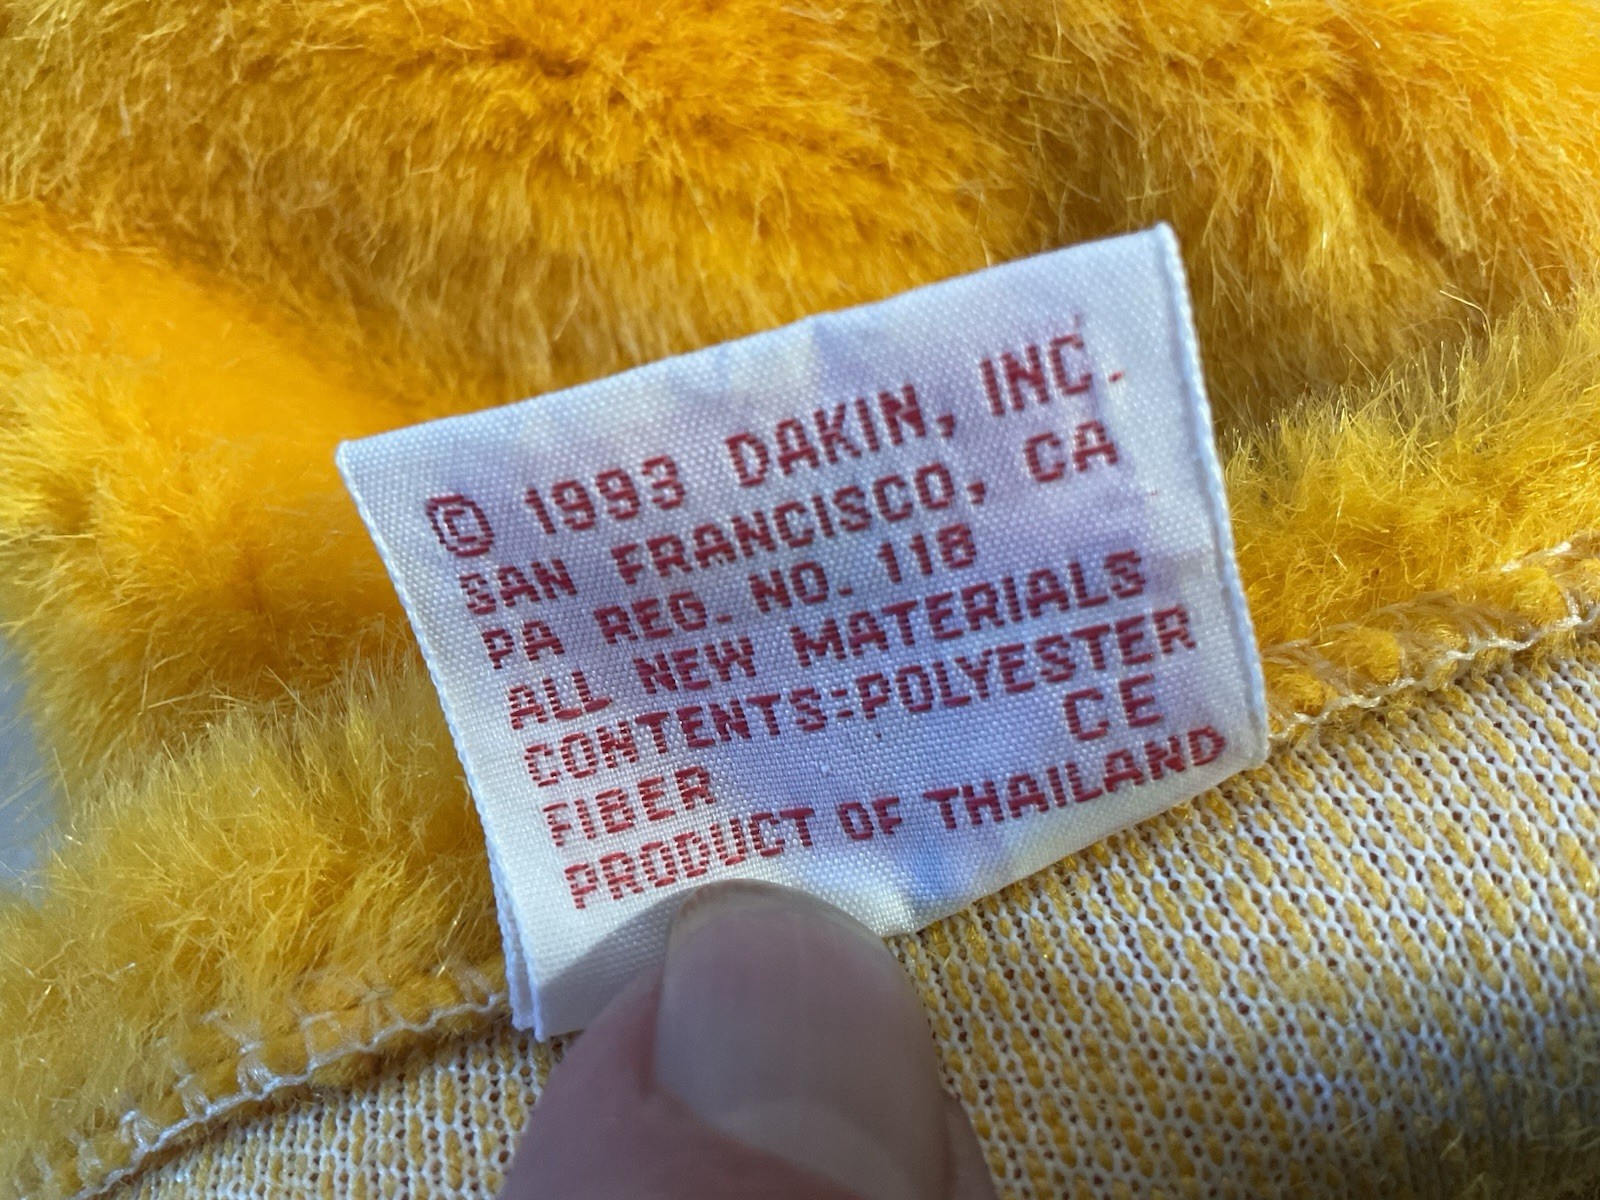 © 1993 DAKIN, INC.
SAN FRANCISCO, CA
PA REG. NO. 118
ALL NEW MATERIALS
CONTENTS:POLYESTER
FIBER CE
PRODUCT OF THAILAND